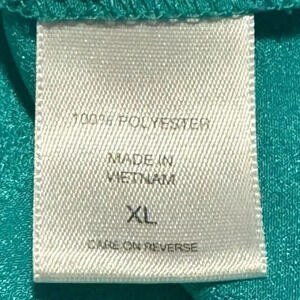 100% POLYESTER
MADE IN
VIETNAM
XL
CARE ON REVERSE